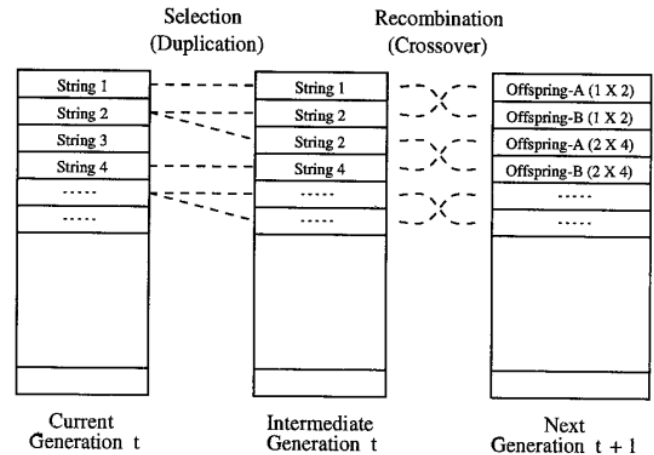 Selection
(Duplication)
Recombination
(Crossover)
String 1
String 2
String 3
String 4
-----
-----
String 1
String 2
String 2
String 4
-----
-----
Offspring-A (1 X 2)
Offspring-B (1 X 2)
Offspring-A (2 X 4)
Offspring-B (2 X 4)
-----
-----
Current
Generation t
Intermediate
Generation t
Next
Generation t + 1